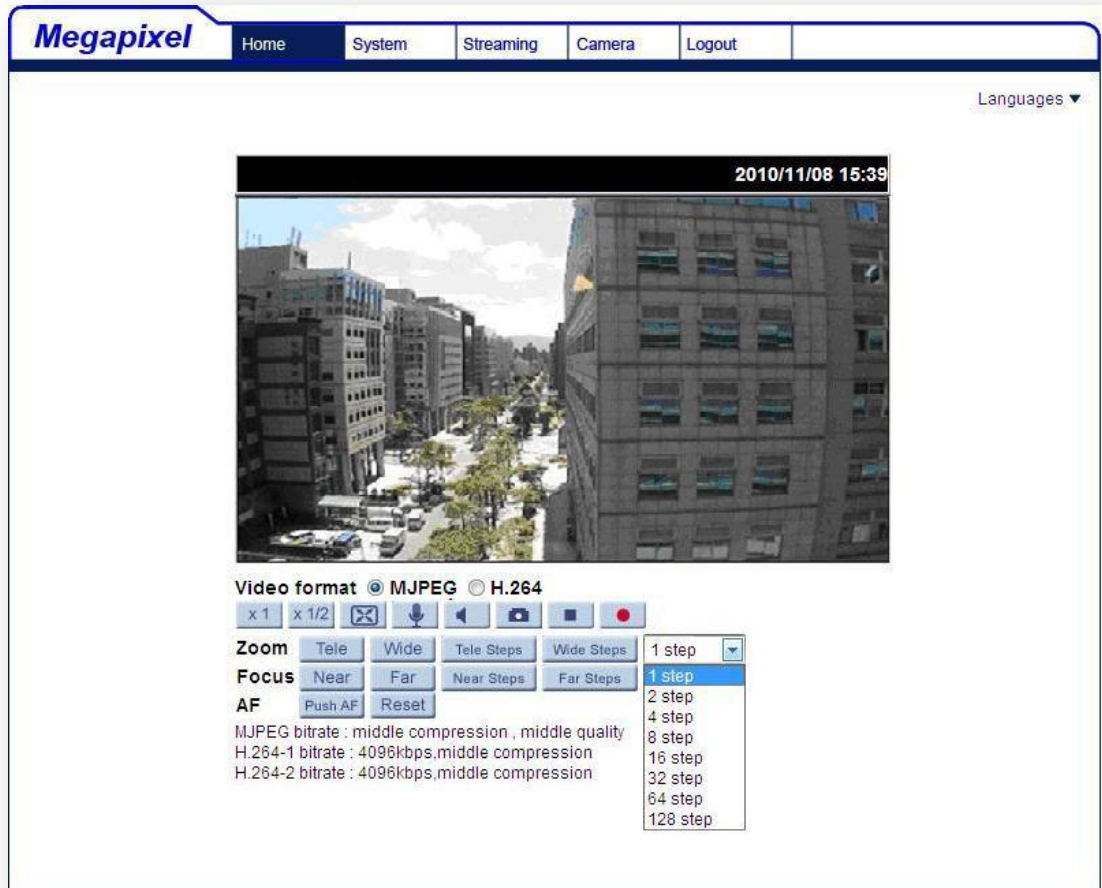 Megapixel
Home System Streaming Camera Logout
Languages ▼
2010/11/08 15:39
Video format MJPEG H.264
x 1 x 1/2
Zoom Tele Wide Tele Steps Wide Steps 1 step
Focus Near Far Near Steps Far Steps
AF Push AF Reset
1 step
2 step
4 step
8 step
16 step
32 step
64 step
128 step
MJPEG bitrate : middle compression , middle quality
H.264-1 bitrate : 4096kbps,middle compression
H.264-2 bitrate : 4096kbps,middle compression